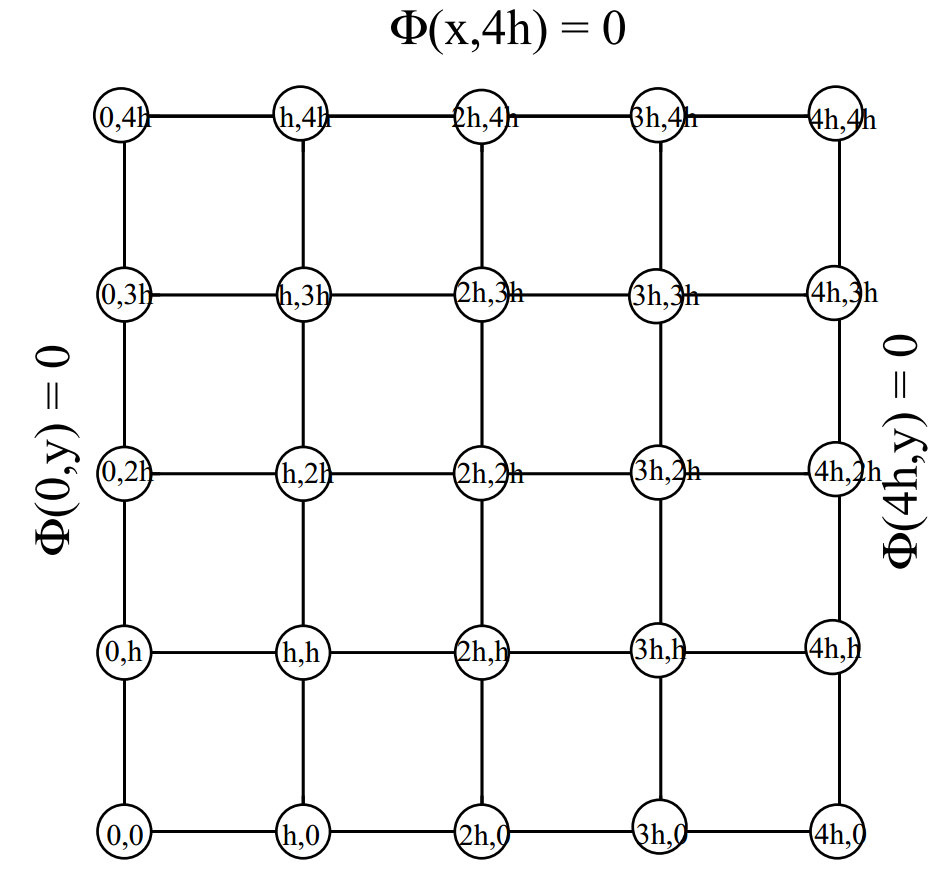 Φ(x,4h) = 0
0,4h
h,4h
2h,4h
3h,4h
4h,4h
0,3h
h,3h
2h,3h
3h,3h
4h,3h
Φ(0,y) = 0
Φ(4h,y) = 0
0,2h
h,2h
2h,2h
3h,2h
4h,2h
0,h
h,h
2h,h
3h,h
4h,h
0,0
h,0
2h,0
3h,0
4h,0